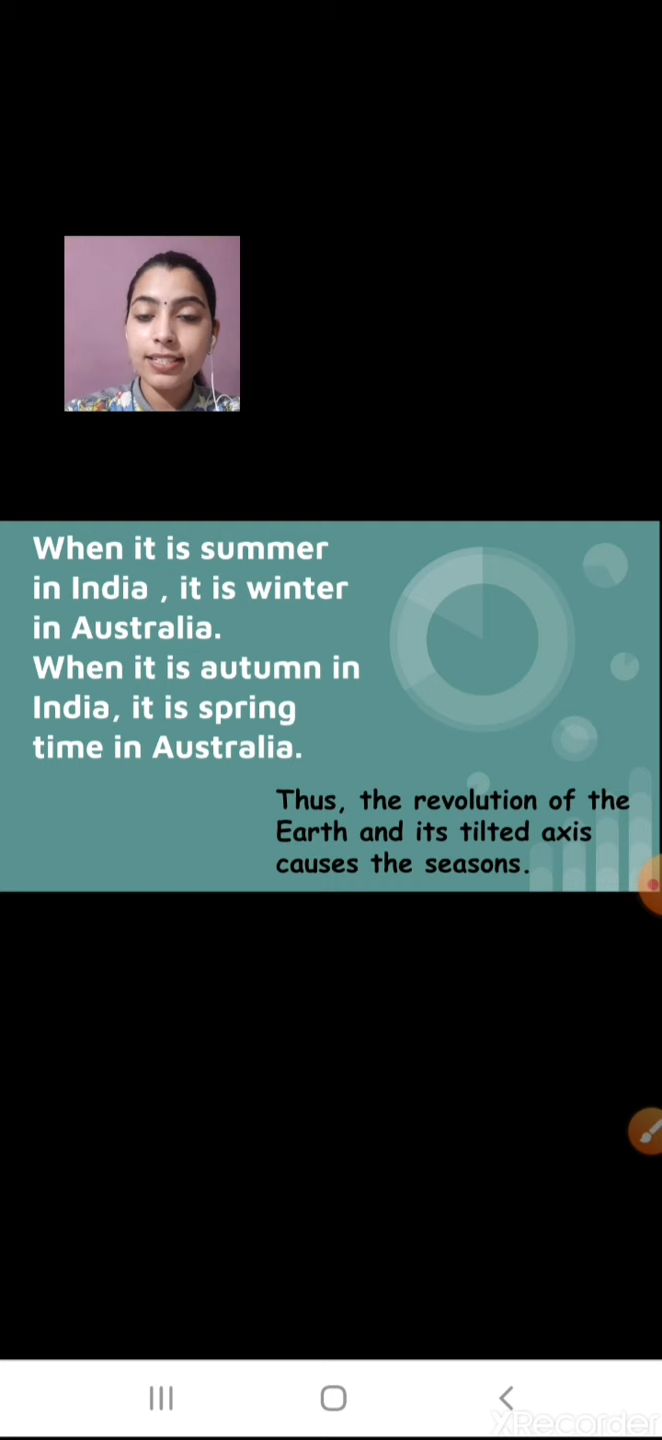 When it is summer
in India , it is winter
in Australia.
When it is autumn in
India, it is spring
time in Australia.
Thus, the revolution of the
Earth and its tilted axis
causes the seasons.
XRecorder